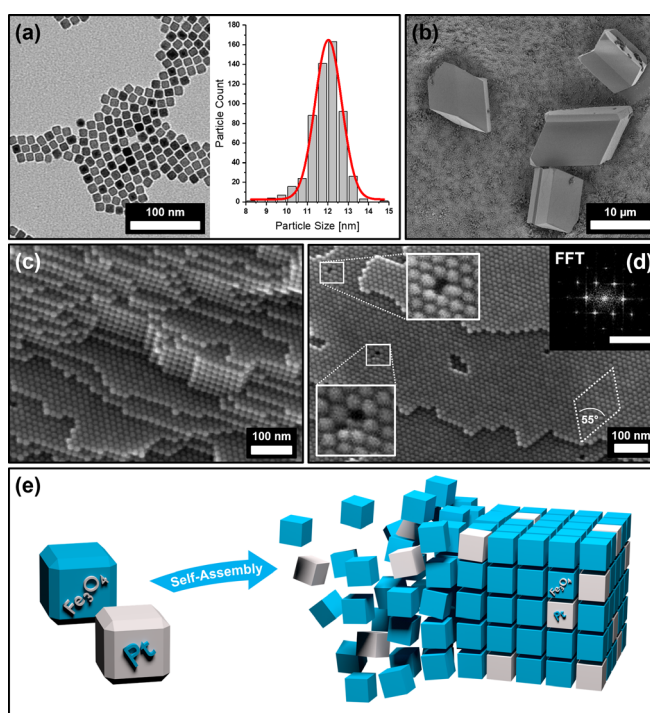 (a)
100 nm
Particle Count
180
160
140
120
100
80
60
40
20
0
8 9 10 11 12 13 14 15
Particle Size [nm]
(b)
10 µm
(c)
100 nm
FFT
(d)
55°
100 nm
(e)
Fe3O4
Pt
Self-Assembly
Fe3O4
Pt